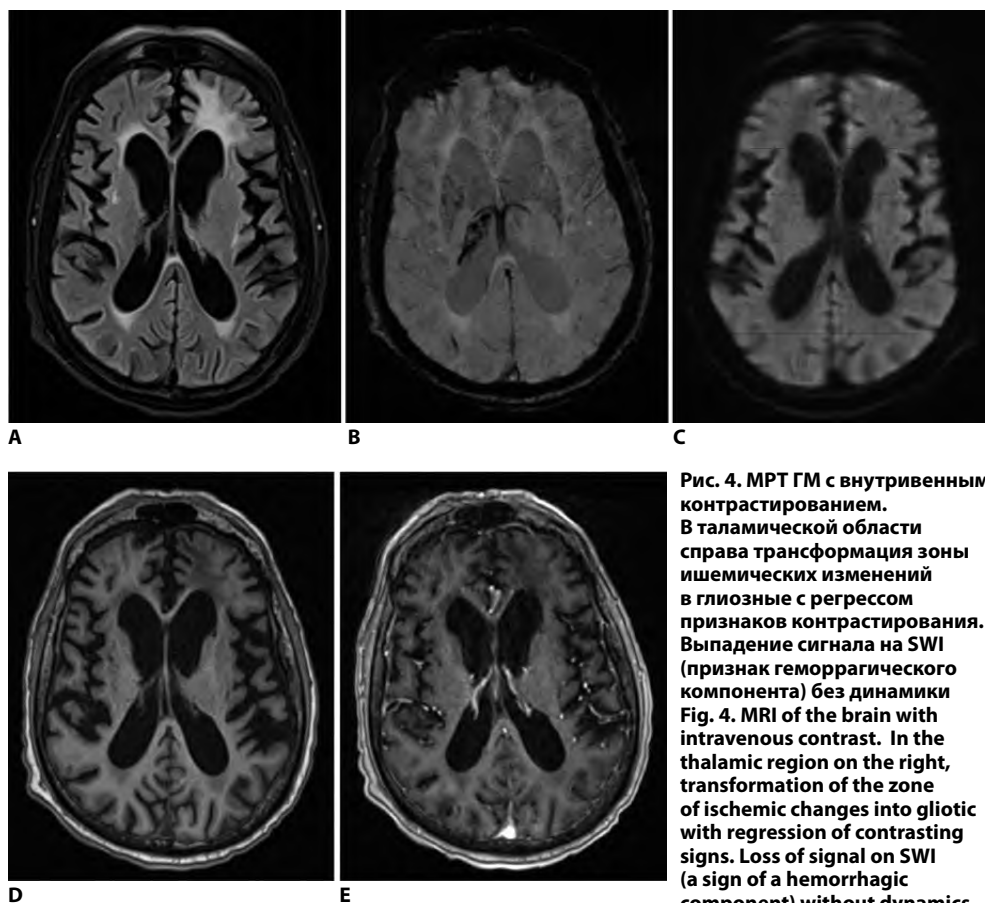 A
B
C
D
E
Рис. 4. МРТ ГМ с внутривенным
контрастированием.
В таламической области
справа трансформация зоны
ишемических изменений
в глиозные с регрессом
признаков контрастирования.
Выпадение сигнала на SWI
(признак геморрагического
компонента) без динамики
Fig. 4. MRI of the brain with
intravenous contrast. In the
thalamic region on the right,
transformation of the zone
of ischemic changes into gliotic
with regression of contrasting
signs. Loss of signal on SWI
(a sign of a hemorrhagic
component) without dynamics